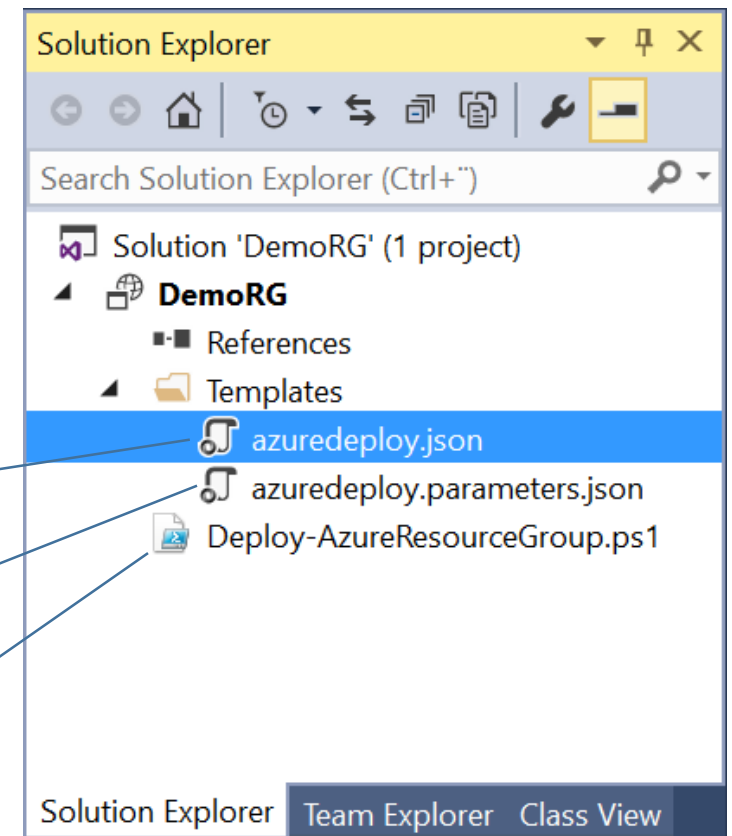 Solution Explorer
Search Solution Explorer (Ctrl+¨)
Solution 'DemoRG' (1 project)
DemoRG
References
Templates
azuredeploy.json
azuredeploy.parameters.json
Deploy-AzureResourceGroup.ps1
Solution Explorer Team Explorer Class View